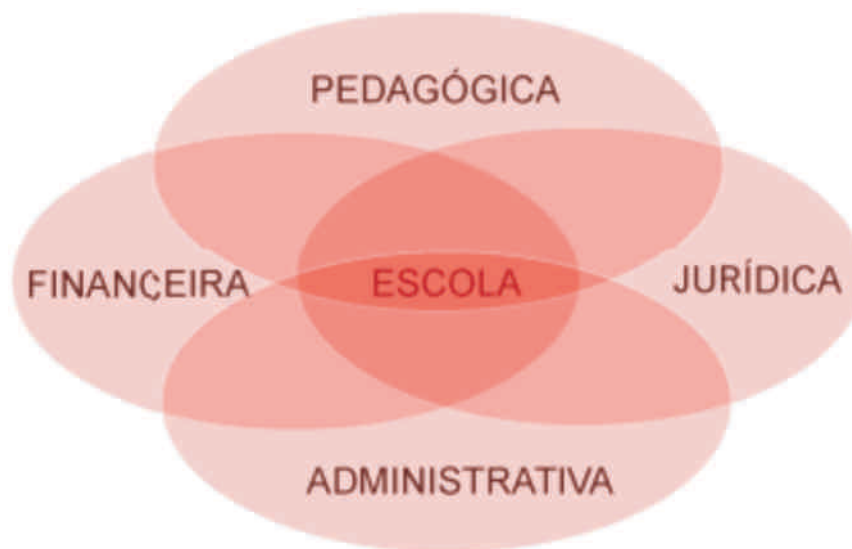 PEDAGÓGICA
FINANÇEIRA
ESCOLA
JURÍDICA
ADMINISTRATIVA